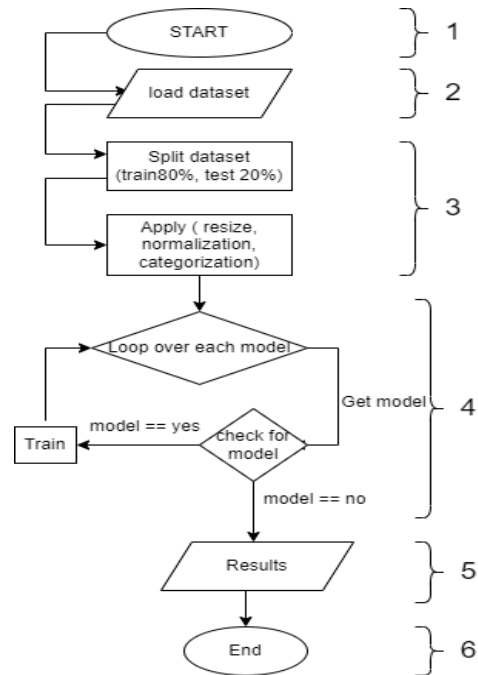 START
1
load dataset
2
Split dataset
(train80%, test 20%)
3
Apply ( resize,
normalization,
categorization)
Loop over each model
Get model
4
model == yes
check for
model
Train
model == no
Results
5
End
6